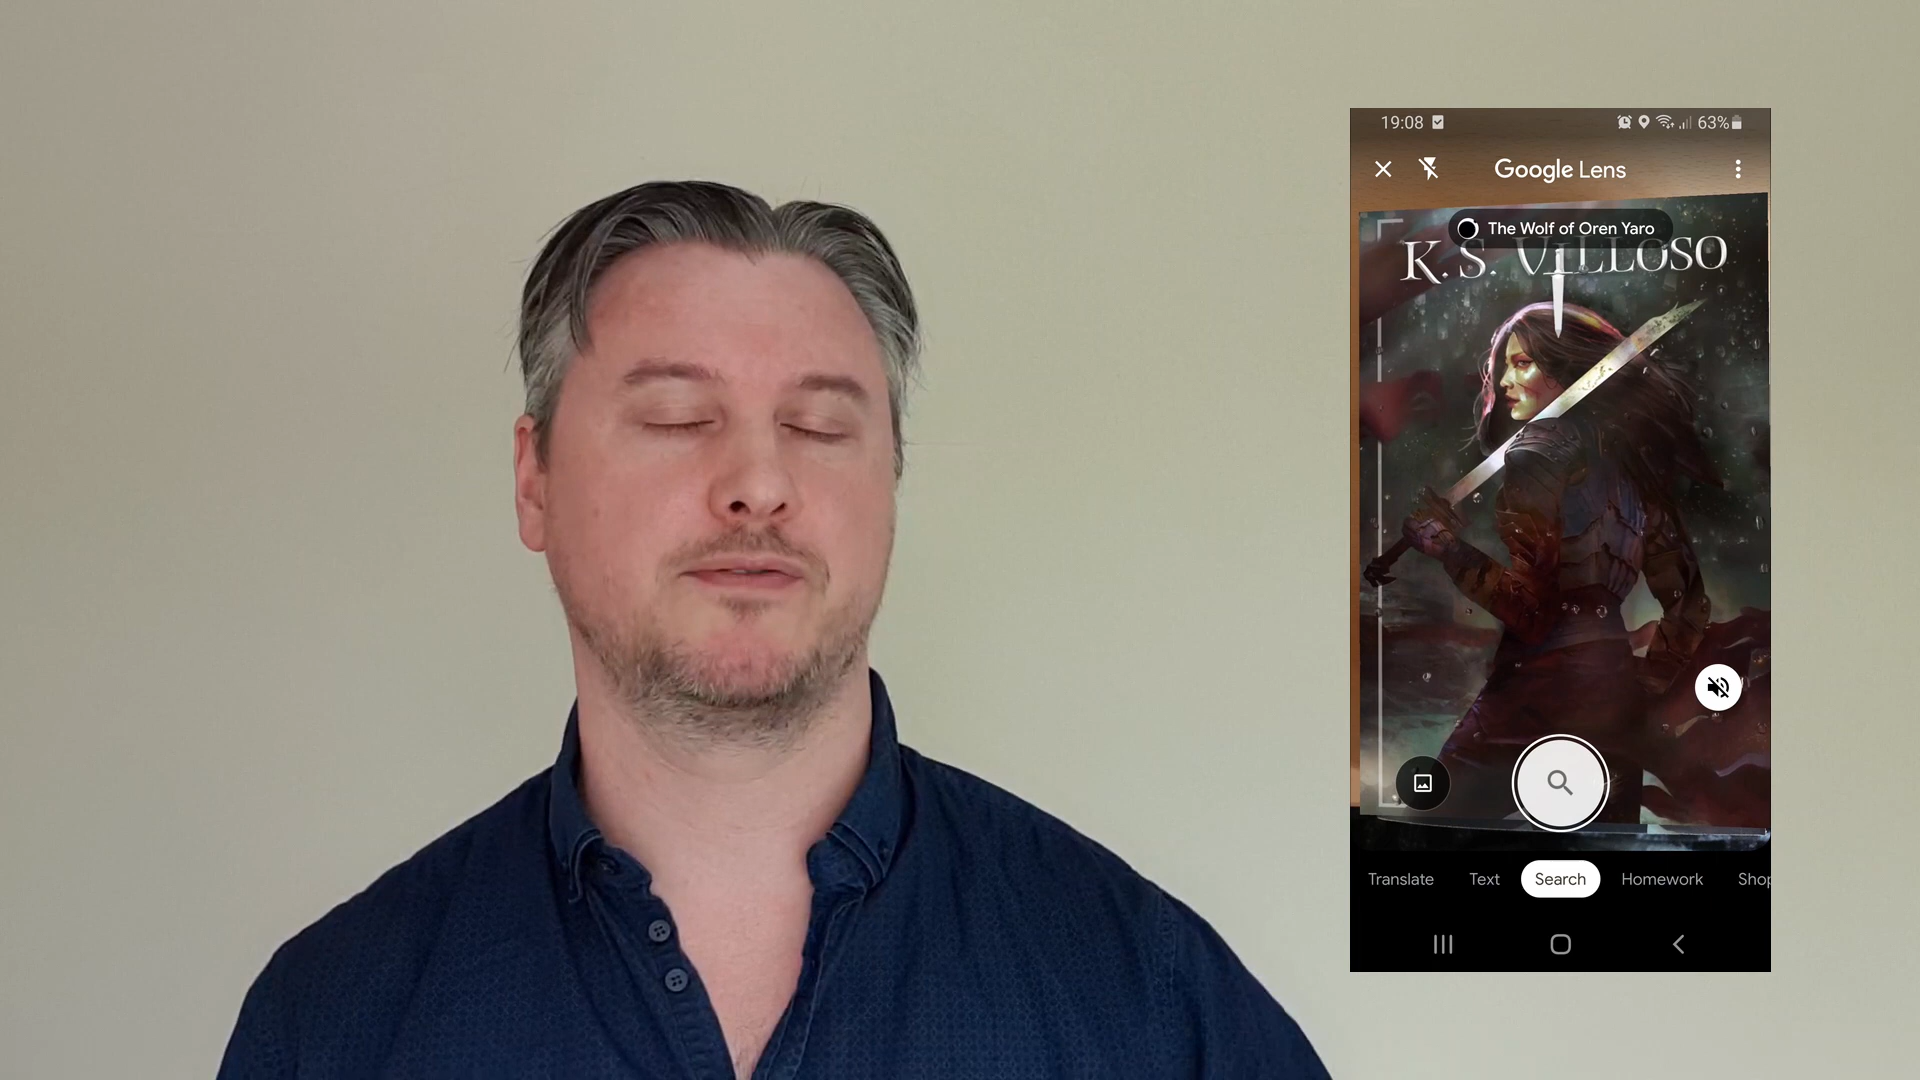 19:08
63%
Google Lens
The Wolf of Oren Yaro
K. S. VILLOSO
Translate Text Search Homework Shop